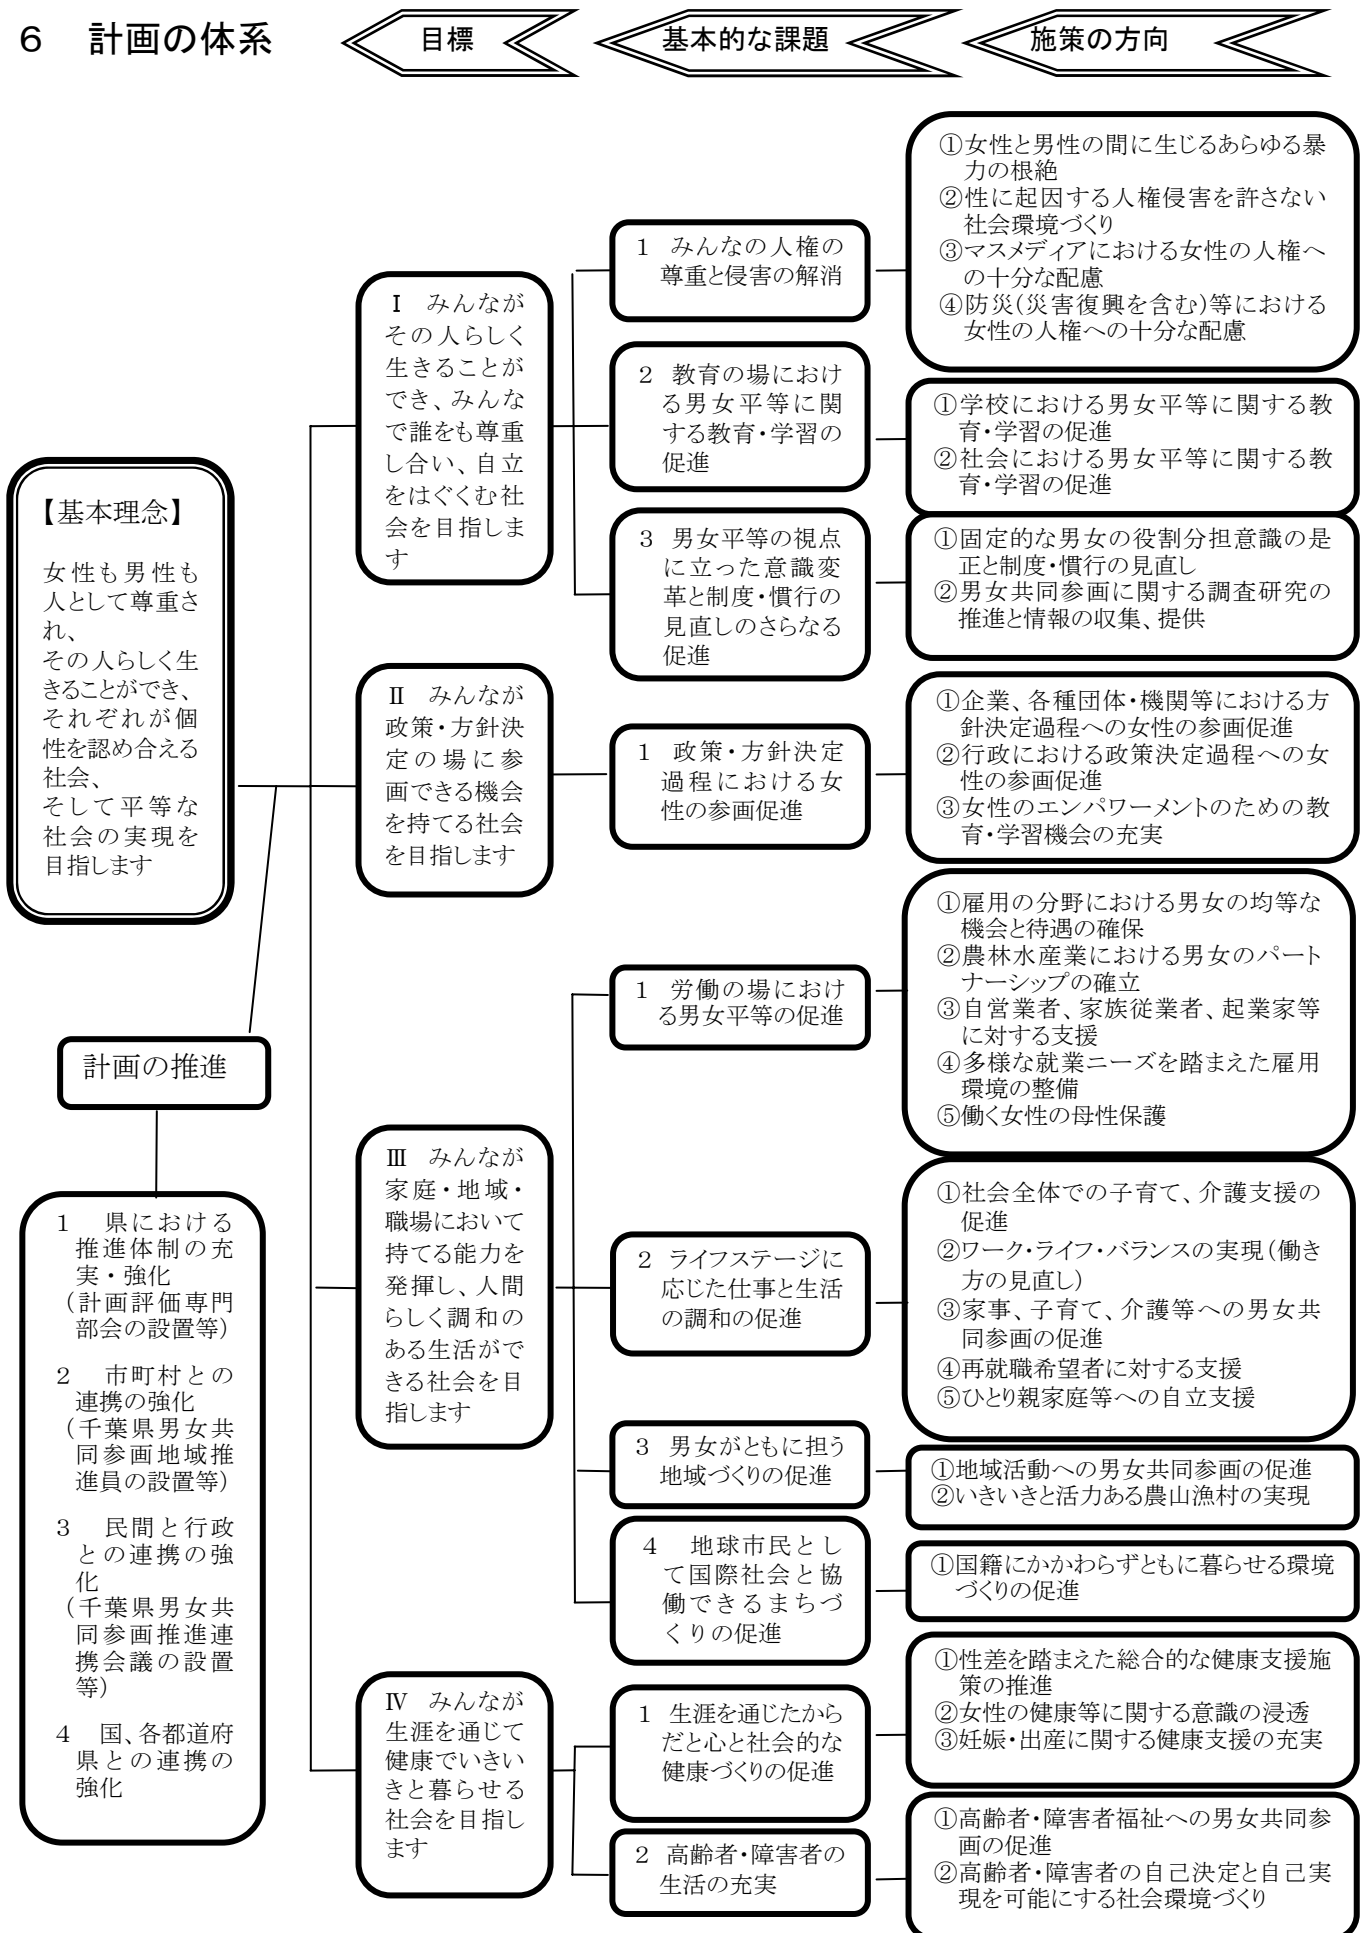 ６　計画の体系
目標
基本的な課題
施策の方向
【基本理念】
女性も男性も
人として尊重さ
れ、
その人らしく生
きることができ、
それぞれが個
性を認め合える
社会、
そして平等な
社会の実現を
目指します
計画の推進
１　県における
推進体制の充
実・強化
（計画評価専門
部会の設置等）
２　市町村との
連携の強化
（千葉県男女共
同参画地域推
進員の設置等）
３　民間と行政
との連携の強
化
（千葉県男女共
同参画推進連
携会議の設置
等）
４　国、各都道府
県との連携の
強化
Ⅰ　みんなが
その人らしく
生きることが
でき、みんな
で誰をも尊重
し合い、自立
をはぐくむ社
会を目指しま
す
１　みんなの人権の
尊重と侵害の解消
①女性と男性の間に生じるあらゆる暴
力の根絶
②性に起因する人権侵害を許さない
社会環境づくり
③マスメディアにおける女性の人権へ
の十分な配慮
④防災（災害復興を含む）等における
女性の人権への十分な配慮
２　教育の場におけ
る男女平等に関
する教育・学習の
促進
①学校における男女平等に関する教
育・学習の促進
②社会における男女平等に関する教
育・学習の促進
３　男女平等の視点
に立った意識変
革と制度・慣行の
見直しのさらなる
促進
①固定的な男女の役割分担意識の是
正と制度・慣行の見直し
②男女共同参画に関する調査研究の
推進と情報の収集、提供
Ⅱ　みんなが
政策・方針決
定の場に参
画できる機会
を持てる社会
を目指します
１　政策・方針決定
過程における女
性の参画促進
①企業、各種団体・機関等における方
針決定過程への女性の参画促進
②行政における政策決定過程への女
性の参画促進
③女性のエンパワーメントのための教
育・学習機会の充実
Ⅲ　みんなが
家庭・地域・
職場において
持てる能力を
発揮し、人間
らしく調和の
ある生活がで
きる社会を目
指します
１　労働の場におけ
る男女平等の促進
①雇用の分野における男女の均等な
機会と待遇の確保
②農林水産業における男女のパート
ナーシップの確立
③自営業者、家族従業者、起業家等
に対する支援
④多様な就業ニーズを踏まえた雇用
環境の整備
⑤働く女性の母性保護
２　ライフステージに
応じた仕事と生活
の調和の促進
①社会全体での子育て、介護支援の
促進
②ワーク・ライフ・バランスの実現（働き
方の見直し）
③家事、子育て、介護等への男女共
同参画の促進
④再就職希望者に対する支援
⑤ひとり親家庭等への自立支援
３　男女がともに担う
地域づくりの促進
①地域活動への男女共同参画の促進
②いきいきと活力ある農山漁村の実現
４　地球市民とし
て国際社会と協
働できるまちづ
くりの促進
①国籍にかかわらずともに暮らせる環境
づくりの促進
Ⅳ　みんなが
生涯を通じて
健康でいきい
きと暮らせる
社会を目指し
ます
１　生涯を通じたから
だと心と社会的な
健康づくりの促進
①性差を踏まえた総合的な健康支援施
策の推進
②女性の健康等に関する意識の浸透
③妊娠・出産に関する健康支援の充実
２　高齢者・障害者の
生活の充実
①高齢者・障害者福祉への男女共同参
画の促進
②高齢者・障害者の自己決定と自己実
現を可能にする社会環境づくり